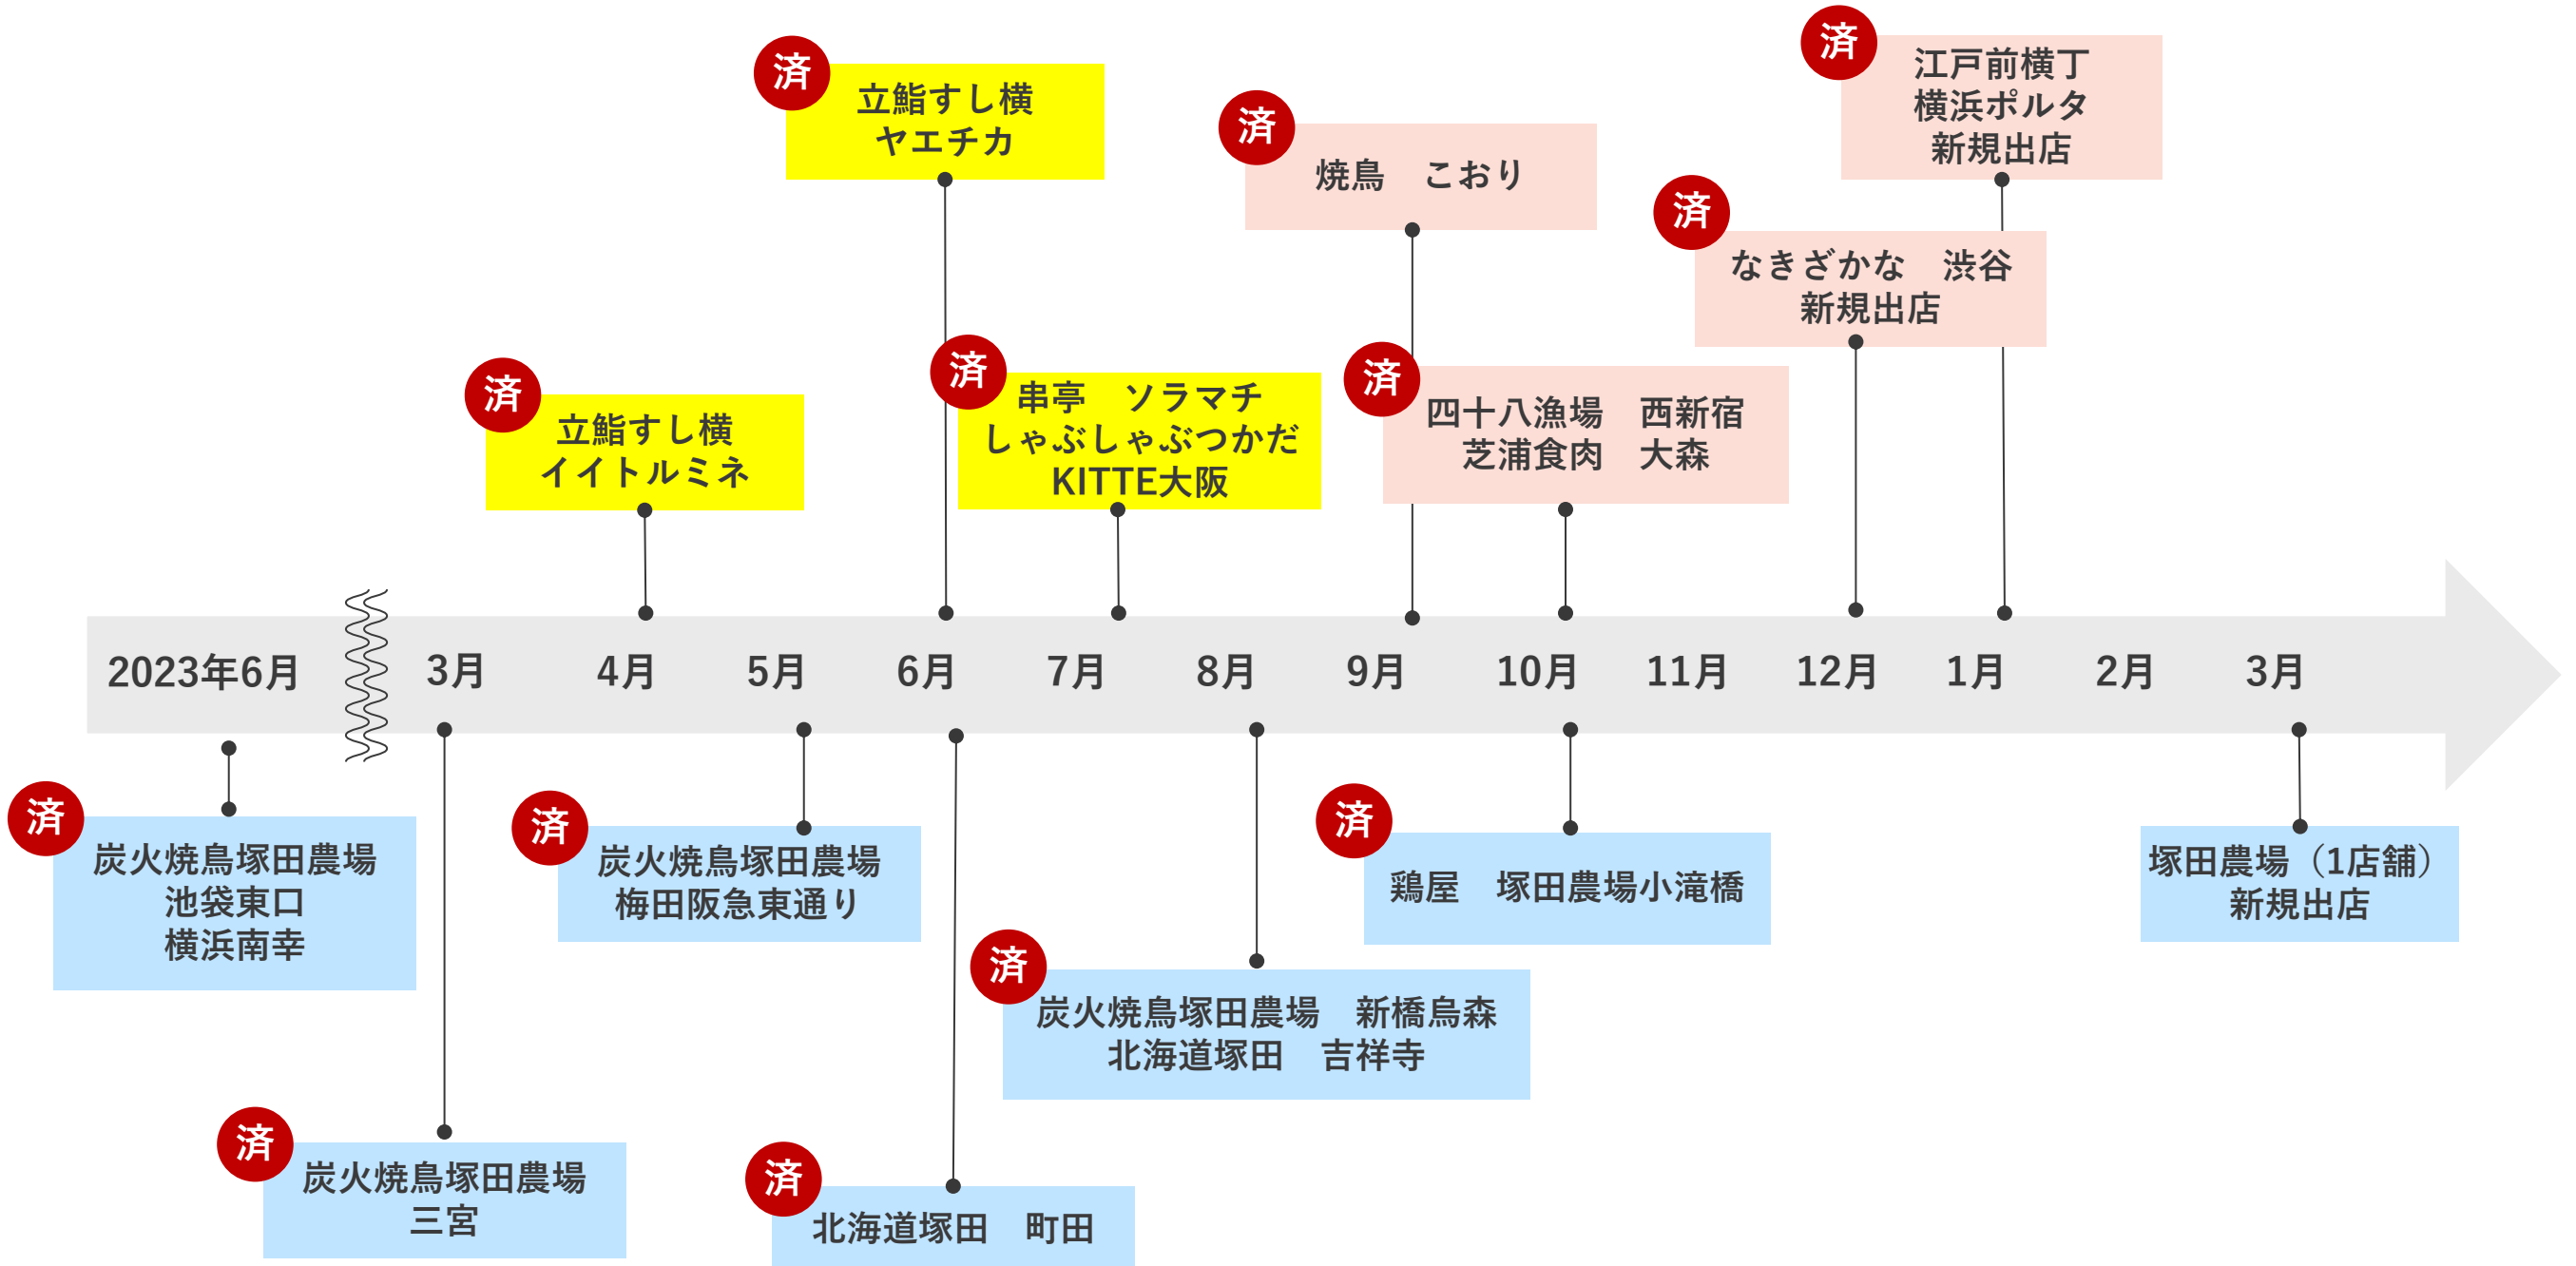 済
江戸前横丁
横浜ポルタ
新規出店
済
立鮨すし横
ヤエチカ
済
焼鳥　こおり
済
なきざかな　渋谷
新規出店
済
立鮨すし横
イイトルミネ
済
串亭　ソラマチ
しゃぶしゃぶつかだ
KITTE大阪
済
四十八漁場　西新宿
芝浦食肉　大森
2023年6月
3月
4月
5月
6月
7月
8月
9月
10月
11月
12月
1月
2月
3月
済
炭火焼鳥塚田農場
池袋東口
横浜南幸
済
炭火焼鳥塚田農場
梅田阪急東通り
済
鶏屋　塚田農場小滝橋
塚田農場（1店舗）
新規出店
済
炭火焼鳥塚田農場　新橋烏森
北海道塚田　吉祥寺
済
炭火焼鳥塚田農場
三宮
済
北海道塚田　町田